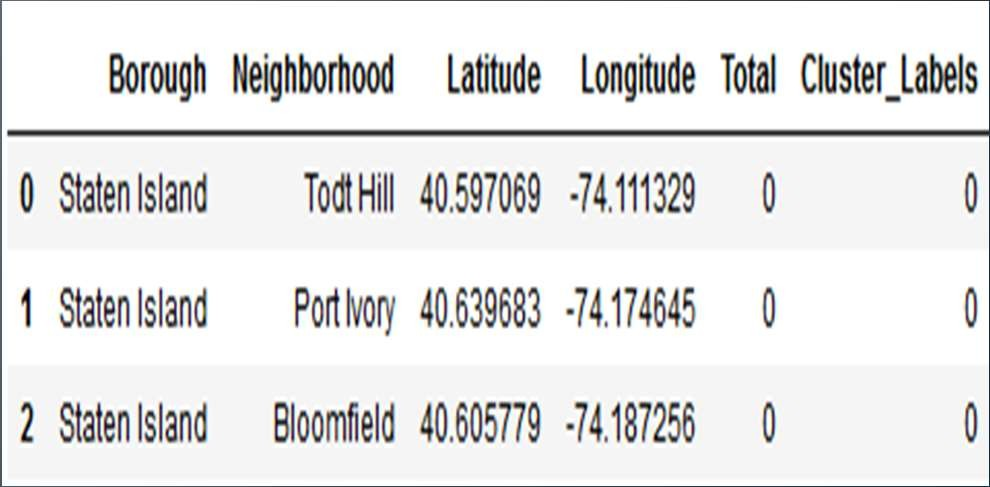 Borough Neighborhood Latitude Longitude Total Cluster_Labels
0 Staten Island Todt Hill 40.597069 -74.111329 0 0
1 Staten Island Port Ivory 40.639683 -74.174645 0 0
2 Staten Island Bloomfield 40.605779 -74.187256 0 0